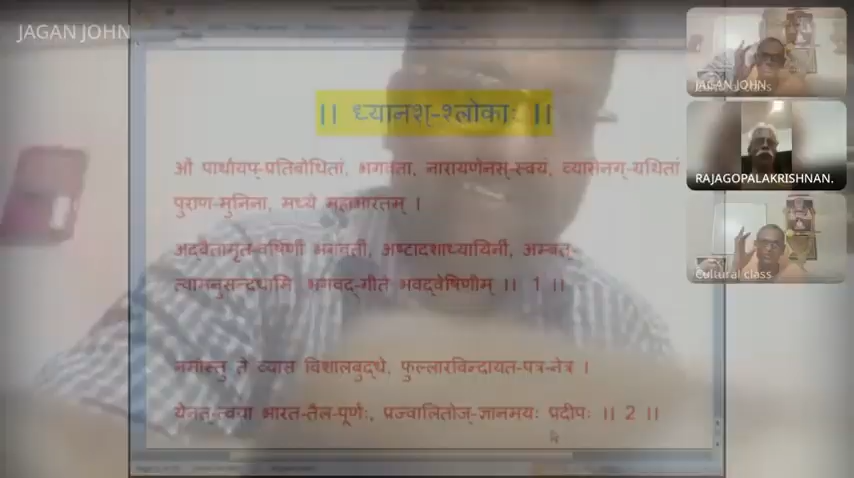 JAGAN JOHN
|| ध्यानश्-श्लोकाः ||
ओं पार्थायप्-प्रतिबोधितां, भगवता, नारायणेनस्-स्वयं, व्यासेनग्-ग्रथितां
पुराण-मुनिना, मध्ये महाभारतम् ।
अद्वैतामृत-वर्षिणीं भगवतीं, अष्टादशाध्यायिनीं, अम्बत्-
त्वामनुसन्दधामि भगवद्-गीते भवद्वेषिणीम् ।। 1 ।।
नमोस्तु ते व्यास विशालबुद्धे, फुल्लारविन्दायत-पत्र-नेत्र ।
येनत्-त्वया भारत-तैल-पूर्णः, प्रज्वालितोज्-ज्ञानमयः प्रदीपः ।। 2 ।।
JAGAN JOHN
RAJAGOPALAKRISHNAN.
Cultural class